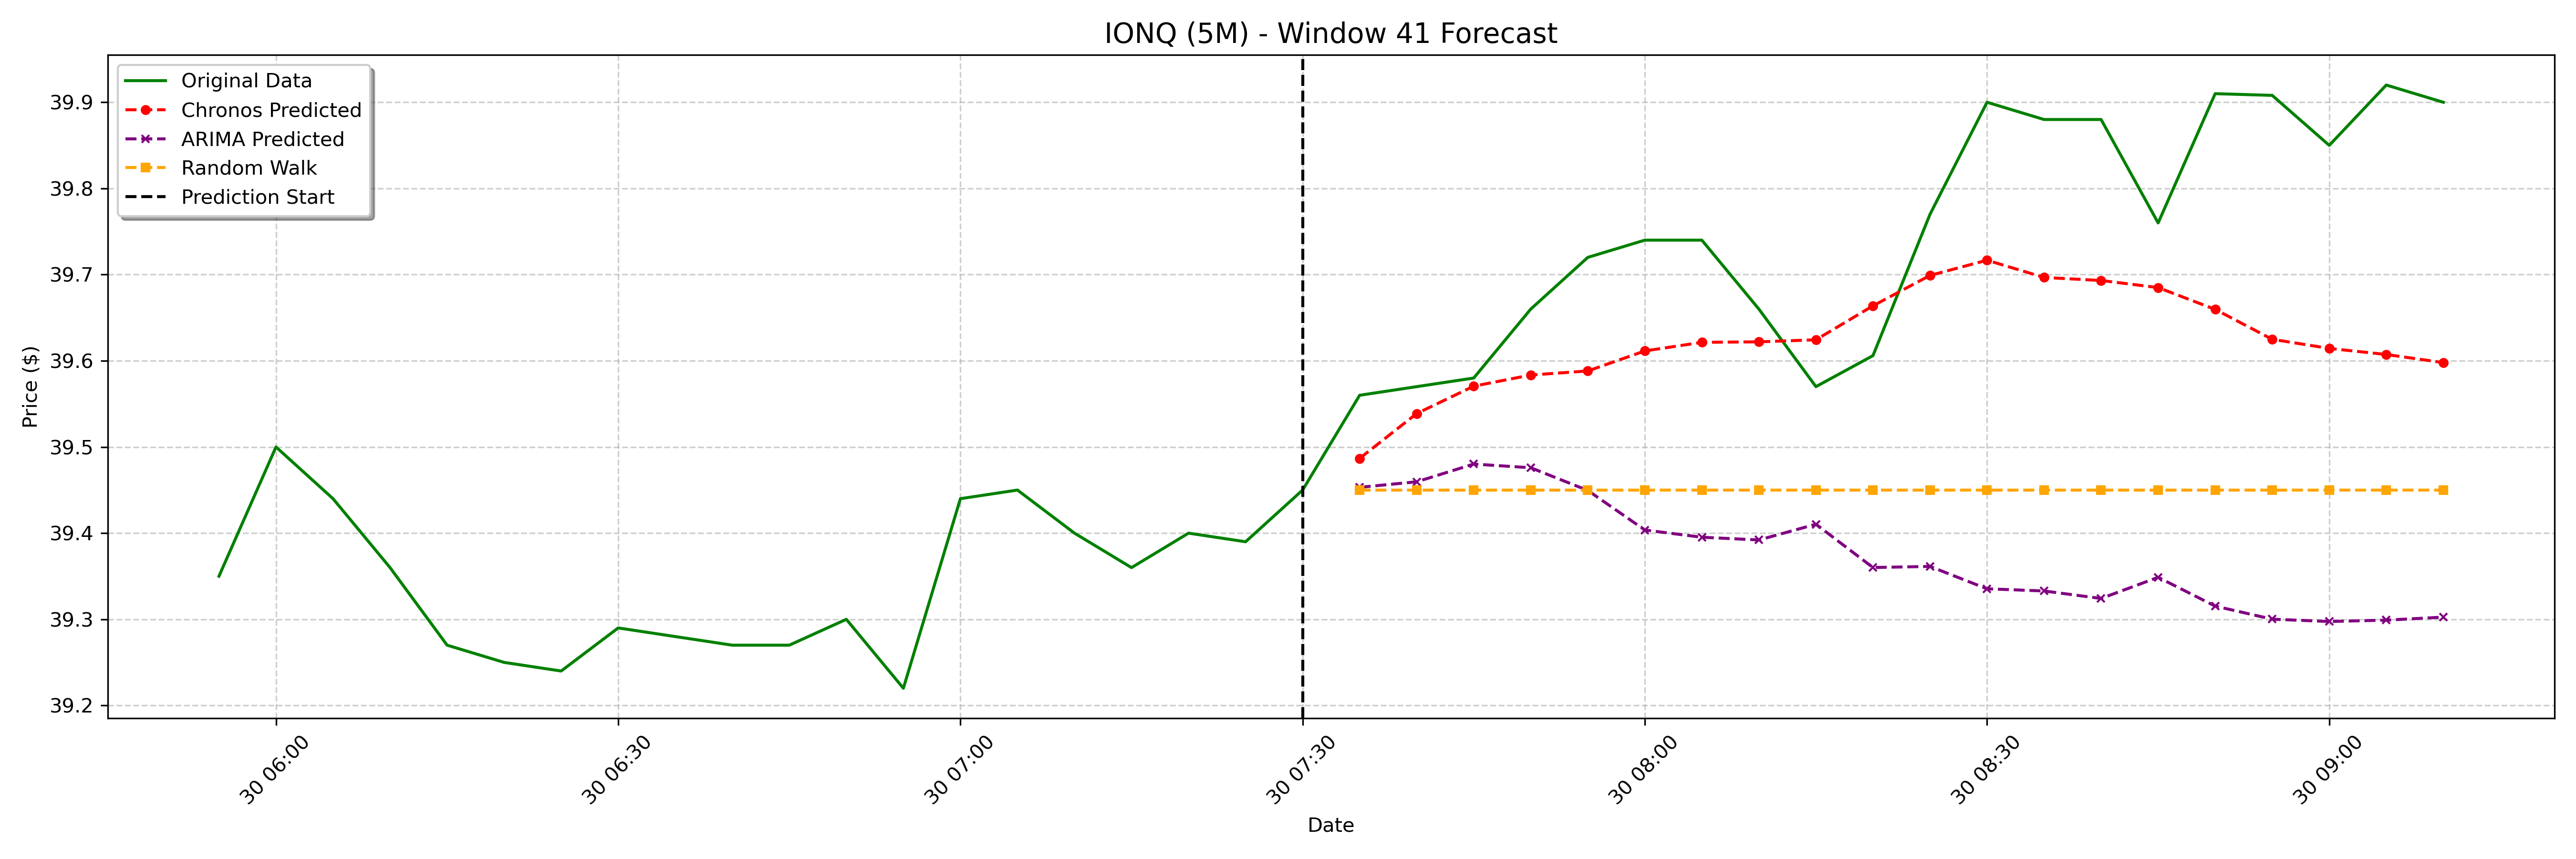 IONQ (5M) - Window 41 Forecast
Original Data
Chronos Predicted
ARIMA Predicted
Random Walk
Prediction Start
Price ($)
39.9
39.8
39.7
39.6
39.5
39.4
39.3
39.2
30 06:00
30 06:30
30 07:00
30 07:30
30 08:00
30 08:30
30 09:00
Date